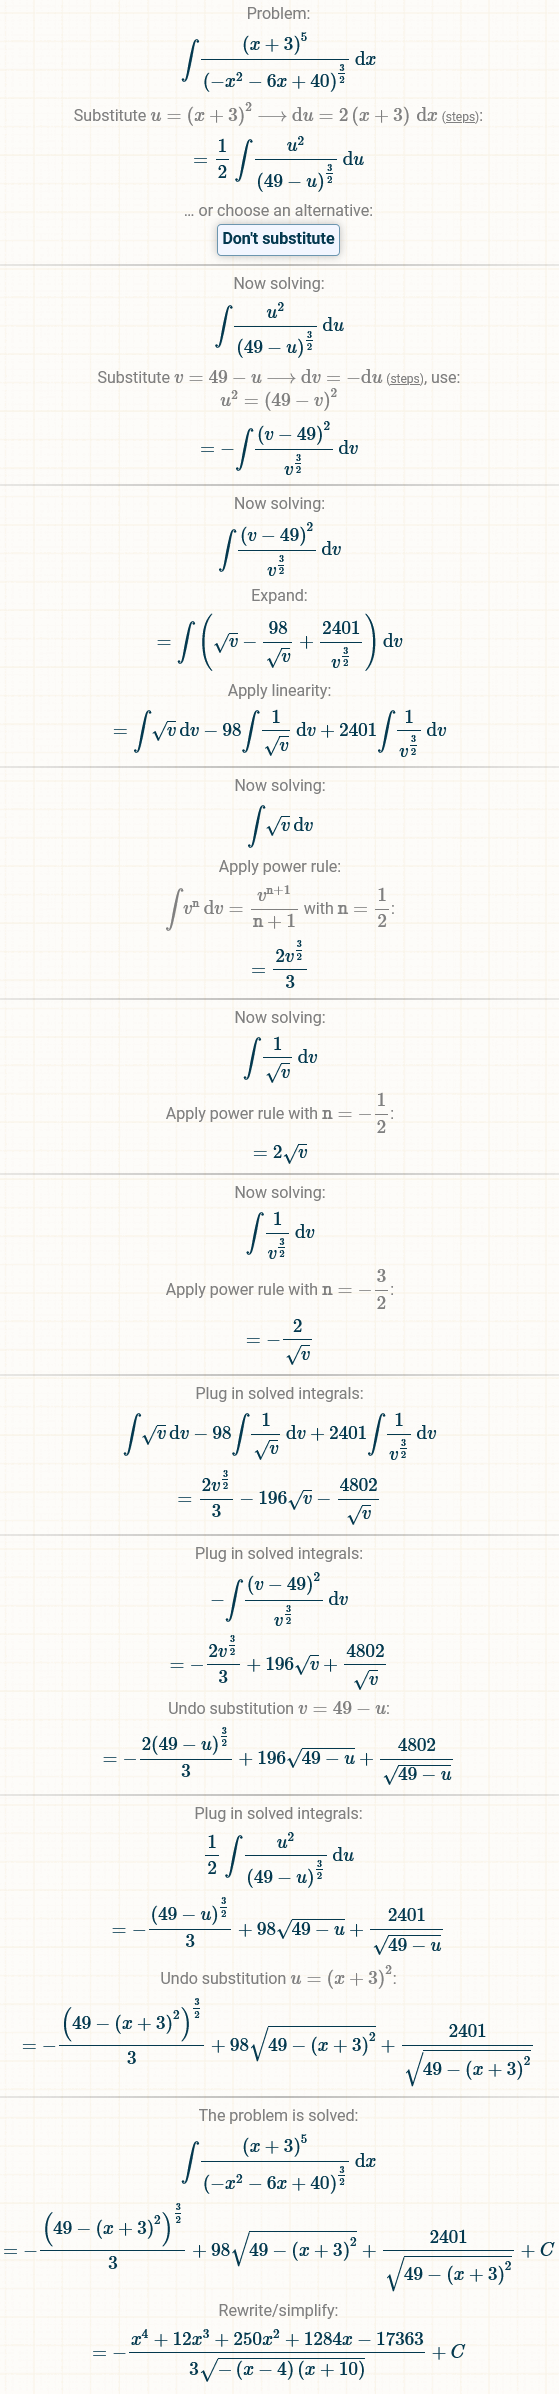 Problem:
∫ (x + 3)^5 / (−x^2 − 6x + 40)^(3/2) dx
Substitute u = (x + 3)^2 ⟶ du = 2 (x + 3) dx (steps):
= 1/2 ∫ u^2 / (49 − u)^(3/2) du
… or choose an alternative:
Don't substitute
Now solving:
∫ u^2 / (49 − u)^(3/2) du
Substitute v = 49 − u ⟶ dv = −du (steps), use:
u^2 = (49 − v)^2
= −∫ (v − 49)^2 / v^(3/2) dv
Now solving:
∫ (v − 49)^2 / v^(3/2) dv
Expand:
= ∫ (√v − 98/√v + 2401/v^(3/2)) dv
Apply linearity:
= ∫ √v dv − 98 ∫ 1/√v dv + 2401 ∫ 1/v^(3/2) dv
Now solving:
∫ √v dv
Apply power rule:
∫ v^n dv = v^(n+1) / (n + 1) with n = 1/2:
= 2v^(3/2) / 3
Now solving:
∫ 1/√v dv
Apply power rule with n = −1/2:
= 2√v
Now solving:
∫ 1/v^(3/2) dv
Apply power rule with n = −3/2:
= −2/√v
Plug in solved integrals:
∫ √v dv − 98 ∫ 1/√v dv + 2401 ∫ 1/v^(3/2) dv
= 2v^(3/2)/3 − 196√v − 4802/√v
Plug in solved integrals:
−∫ (v − 49)^2 / v^(3/2) dv
= −2v^(3/2)/3 + 196√v + 4802/√v
Undo substitution v = 49 − u:
= −2(49 − u)^(3/2)/3 + 196√(49 − u) + 4802/√(49 − u)
Plug in solved integrals:
1/2 ∫ u^2 / (49 − u)^(3/2) du
= −(49 − u)^(3/2)/3 + 98√(49 − u) + 2401/√(49 − u)
Undo substitution u = (x + 3)^2:
= −(49 − (x + 3)^2)^(3/2)/3 + 98√(49 − (x + 3)^2) + 2401/√(49 − (x + 3)^2)
The problem is solved:
∫ (x + 3)^5 / (−x^2 − 6x + 40)^(3/2) dx
= −(49 − (x + 3)^2)^(3/2)/3 + 98√(49 − (x + 3)^2) + 2401/√(49 − (x + 3)^2) + C
Rewrite/simplify:
= −(x^4 + 12x^3 + 250x^2 + 1284x − 17363) / (3√(− (x − 4) (x + 10))) + C